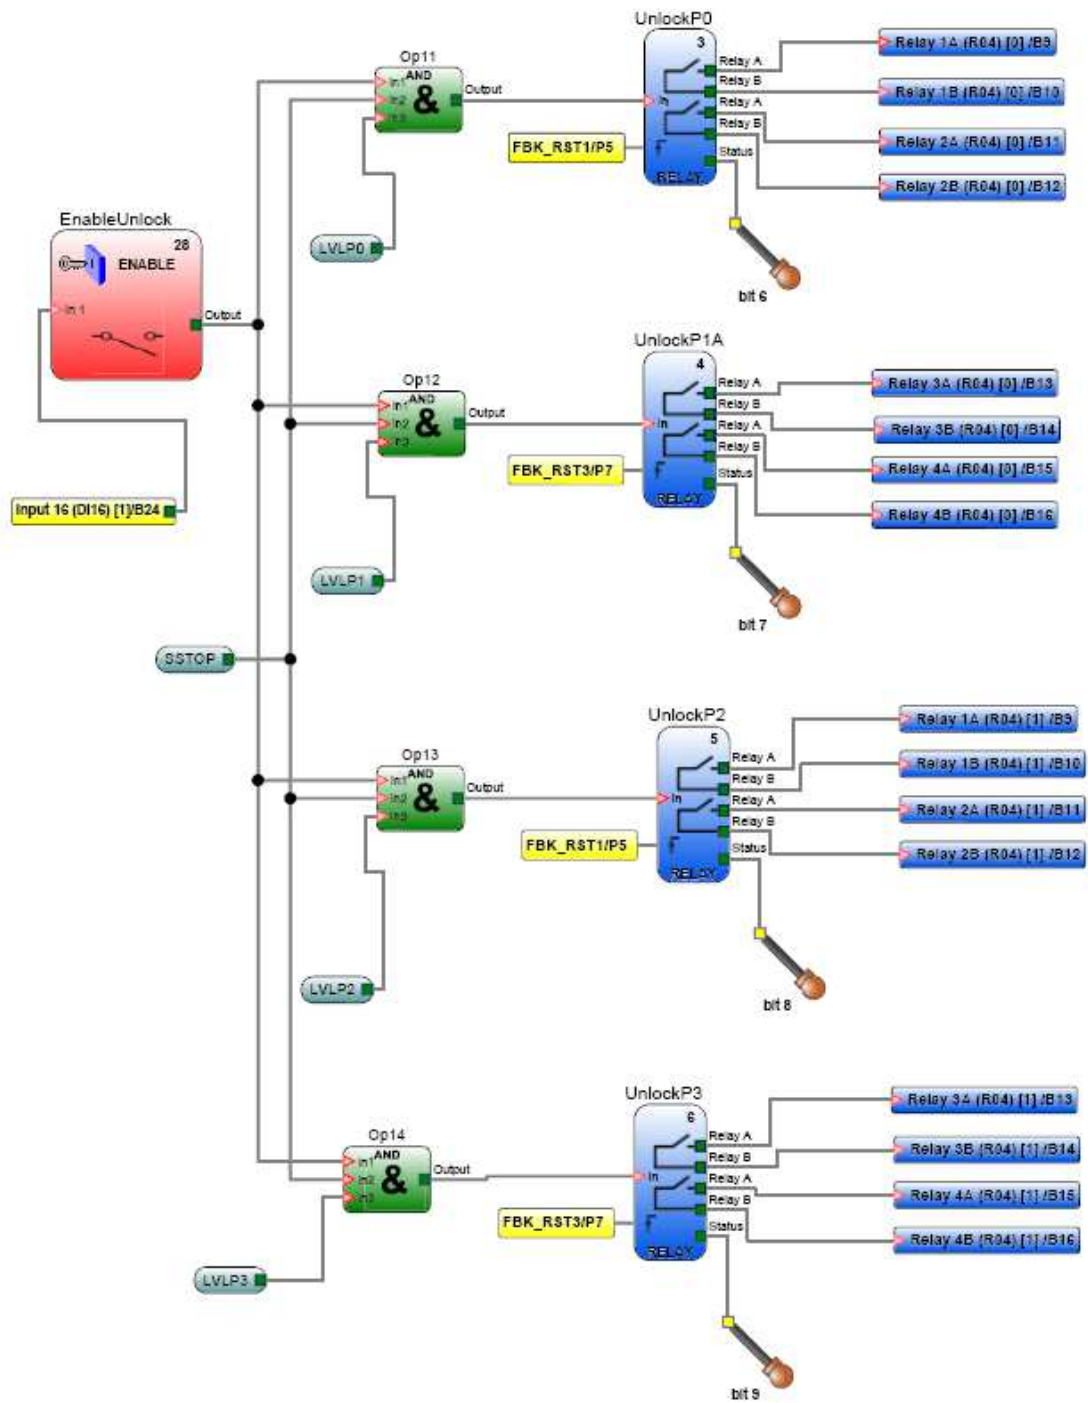 UnlockP0
3
Relay A
Relay B
Relay A
Relay B
Status
In
RELAY
Relay 1A (R04) [0] /B9
Relay 1B (R04) [0] /B10
Relay 2A (R04) [0] /B11
Relay 2B (R04) [0] /B12
Op11
AND
&
In1
In2
In3
Output
FBK_RST1/P5
LVLP0
bit 6
EnableUnlock
28
ENABLE
In 1
Output
UnlockP1A
4
Relay A
Relay B
Relay A
Relay B
Status
In
RELAY
Relay 3A (R04) [0] /B13
Relay 3B (R04) [0] /B14
Relay 4A (R04) [0] /B15
Relay 4B (R04) [0] /B16
Op12
AND
&
In1
In2
In3
Output
FBK_RST3/P7
Input 16 (DI16) [1]/B24
LVLP1
bit 7
SSTOP
UnlockP2
5
Relay A
Relay B
Relay A
Relay B
Status
In
RELAY
Relay 1A (R04) [1] /B9
Relay 1B (R04) [1] /B10
Relay 2A (R04) [1] /B11
Relay 2B (R04) [1] /B12
Op13
AND
&
In1
In2
In3
Output
FBK_RST1/P5
LVLP2
bit 8
UnlockP3
6
Relay A
Relay B
Relay A
Relay B
Status
In
RELAY
Relay 3A (R04) [1] /B13
Relay 3B (R04) [1] /B14
Relay 4A (R04) [1] /B15
Relay 4B (R04) [1] /B16
Op14
AND
&
In1
In2
In3
Output
FBK_RST3/P7
LVLP3
bit 9